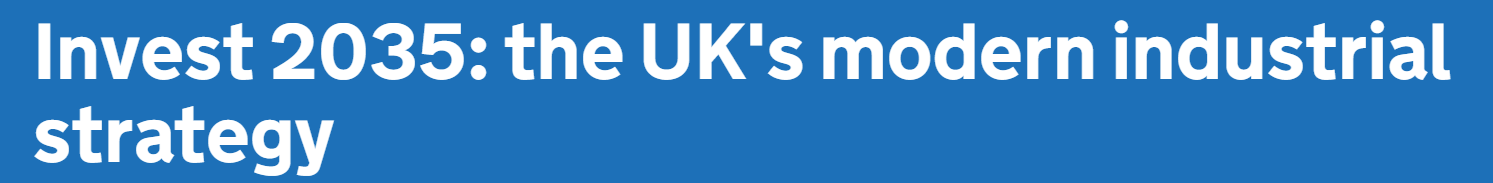 Invest 2035: the UK's modern industrial
strategy